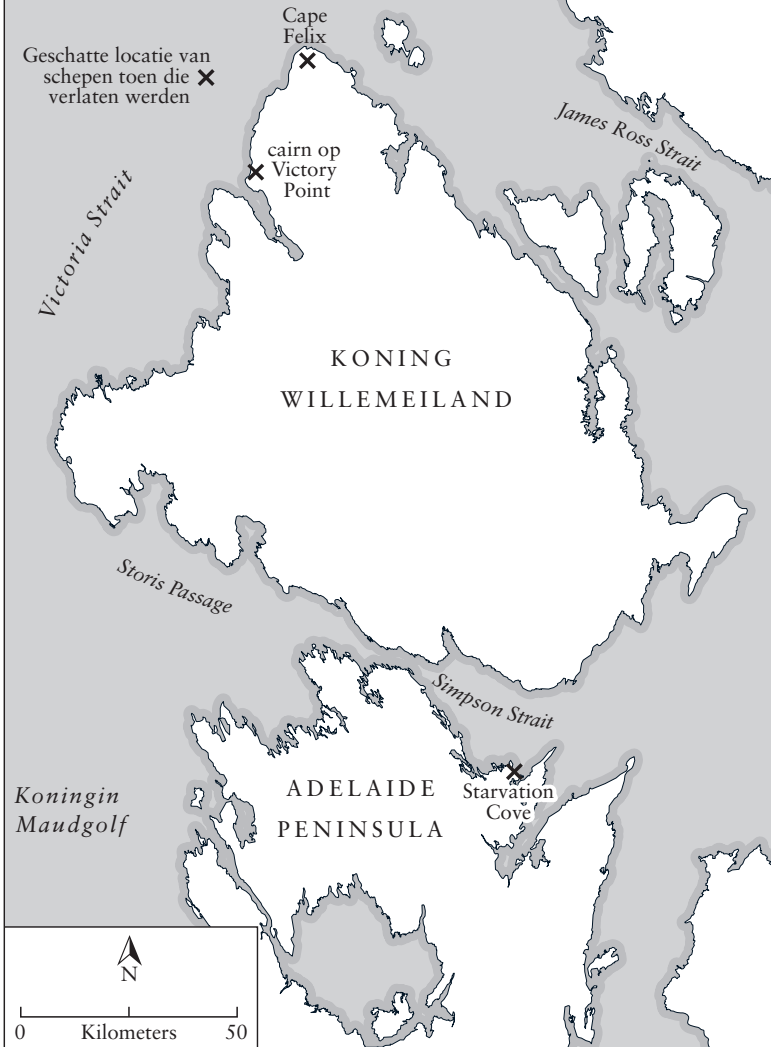 Cape
Felix
Geschatte locatie van
schepen toen die
verlaten werden
James Ross Strait
cairn op
Victory
Point
Victoria Strait
KONING
WILLEMEILAND
Storis Passage
Simpson Strait
Koningin
Maudgolf
ADELAIDE
PENINSULA
Starvation
Cove
N
0 Kilometers 50